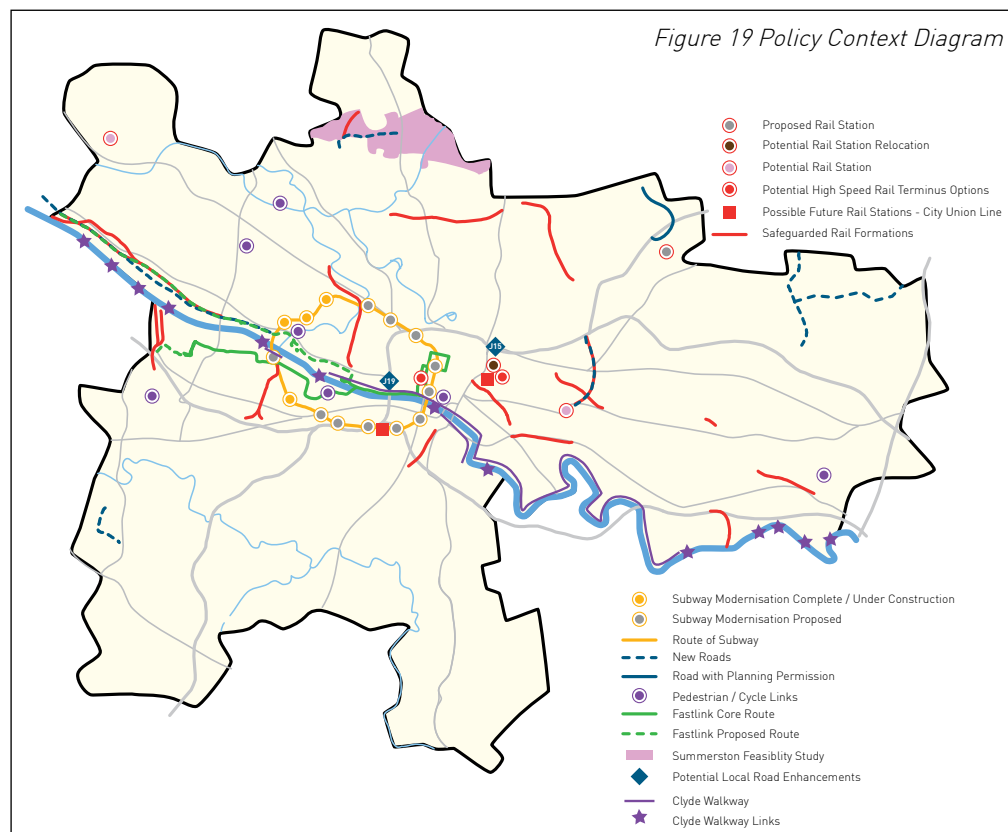 Figure 19 Policy Context Diagram
Proposed Rail Station
Potential Rail Station Relocation
Potential Rail Station
Potential High Speed Rail Terminus Options
Possible Future Rail Stations - City Union Line
Safeguarded Rail Formations
J15
J19
Subway Modernisation Complete / Under Construction
Subway Modernisation Proposed
Route of Subway
New Roads
Road with Planning Permission
Pedestrian / Cycle Links
Fastlink Core Route
Fastlink Proposed Route
Summerston Feasiblity Study
Potential Local Road Enhancements
Clyde Walkway
Clyde Walkway Links